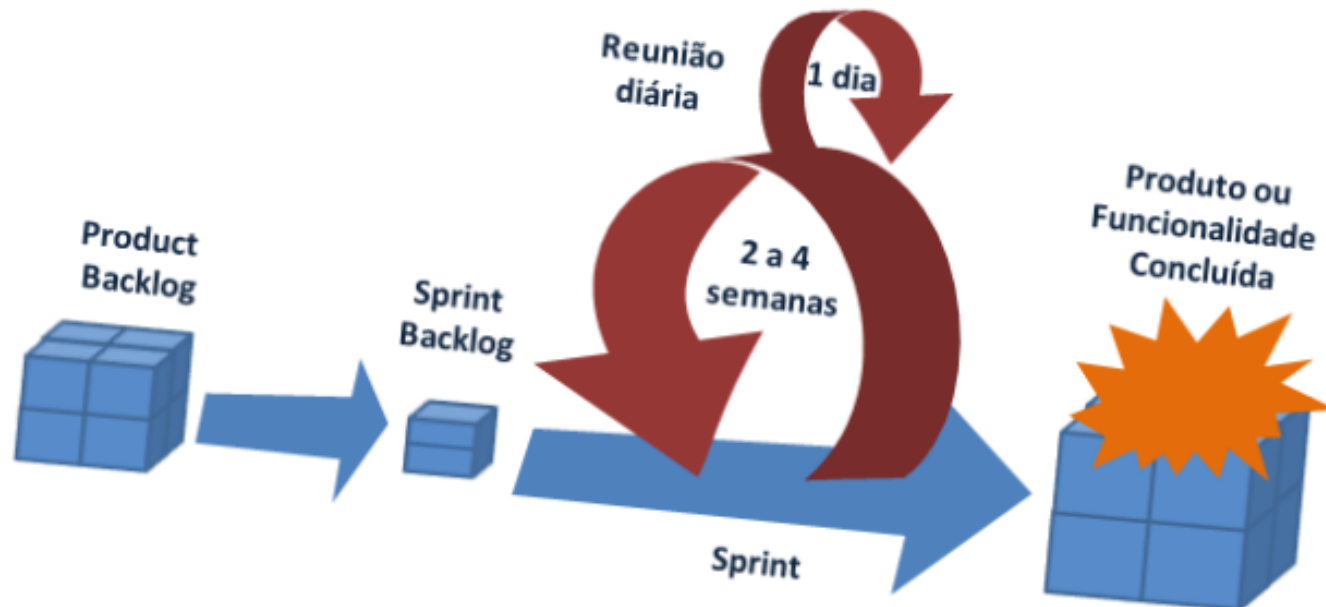 Product
Backlog
Sprint
Backlog
Reunião
diária
1 dia
2 a 4
semanas
Sprint
Produto ou
Funcionalidade
Concluída